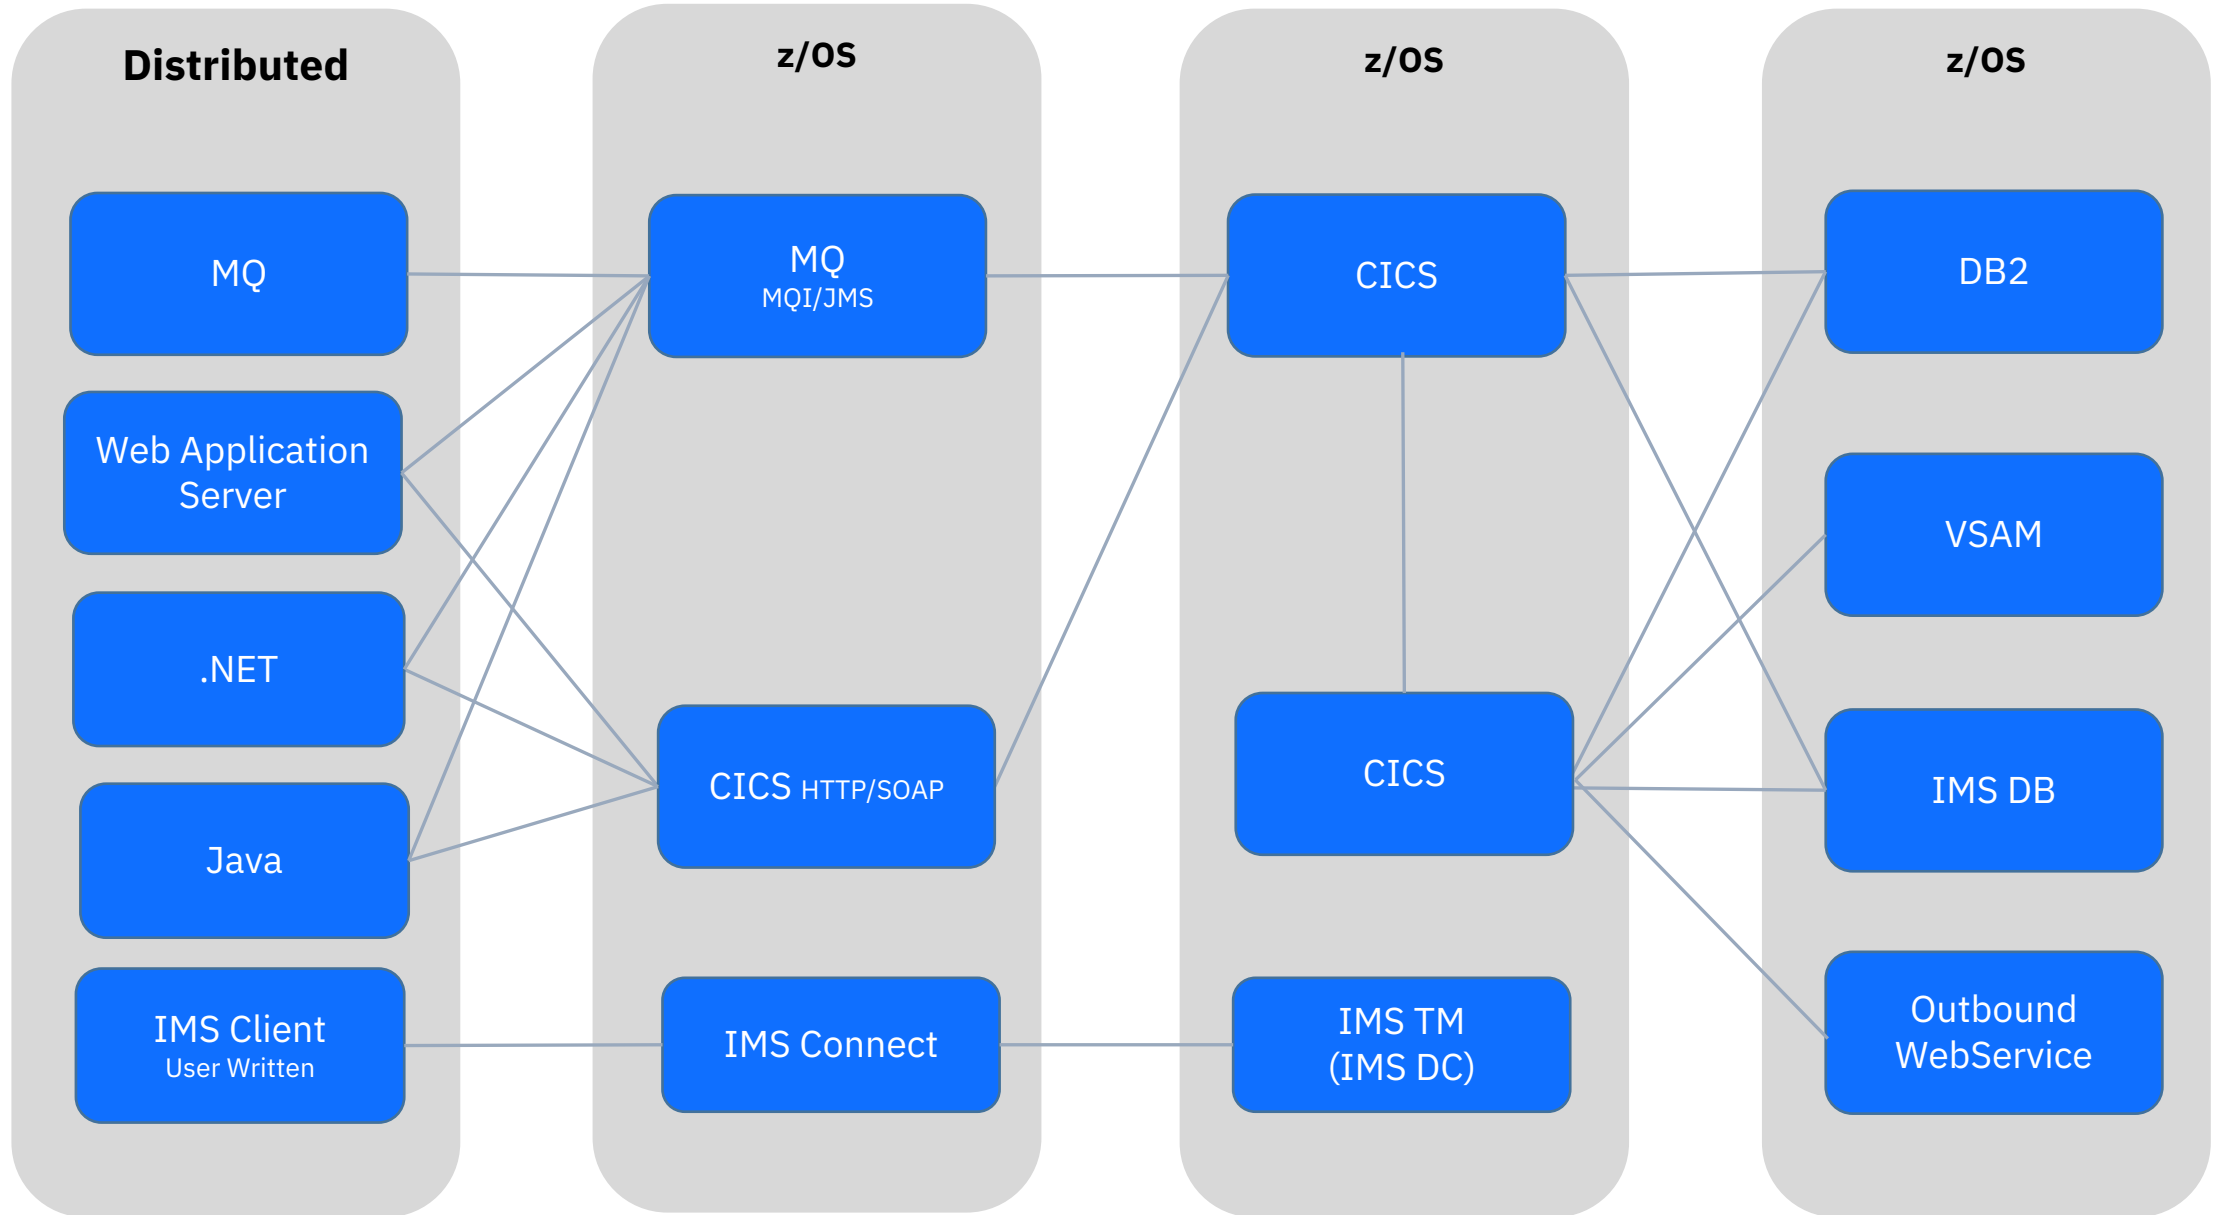 Distributed
MQ
Web Application
Server
.NET
Java
IMS Client
User Written
z/OS
MQ
MQI/JMS
CICS HTTP/SOAP
IMS Connect
z/OS
CICS
CICS
IMS TM
(IMS DC)
z/OS
DB2
VSAM
IMS DB
Outbound
WebService